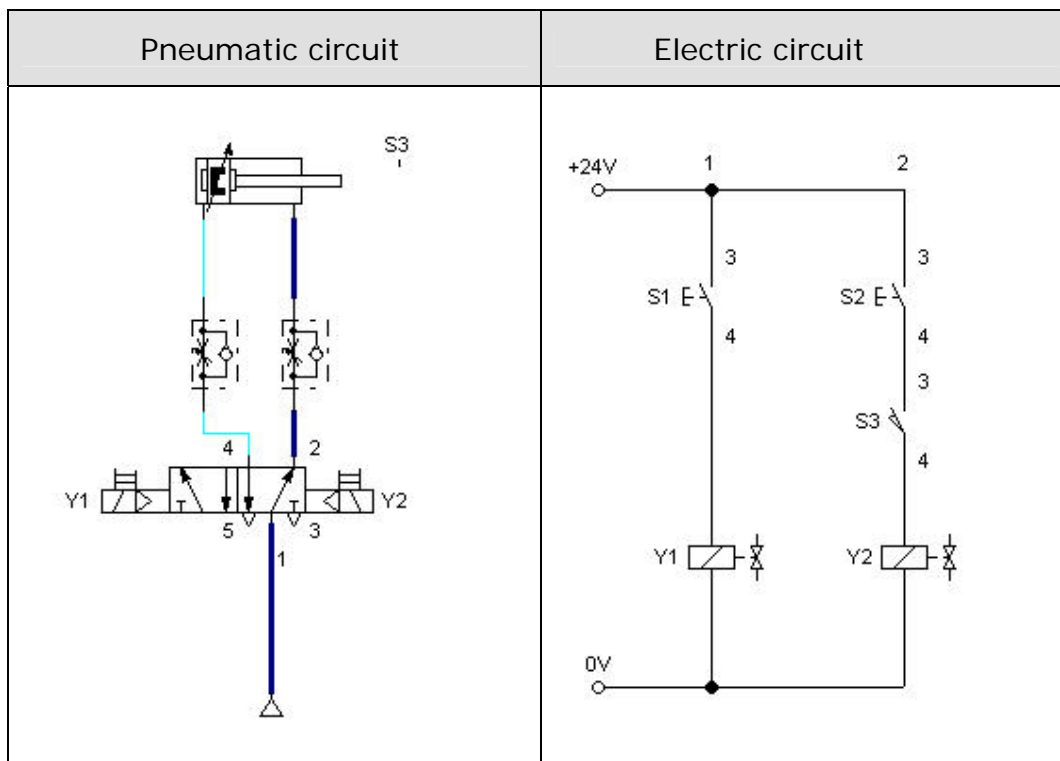 Pneumatic circuit
Electric circuit
S3
4 2
Y1 Y2
5 3
1
1 2
+24V
3 3
S1 S2
4 4
3
S3
4
Y1 Y2
0V